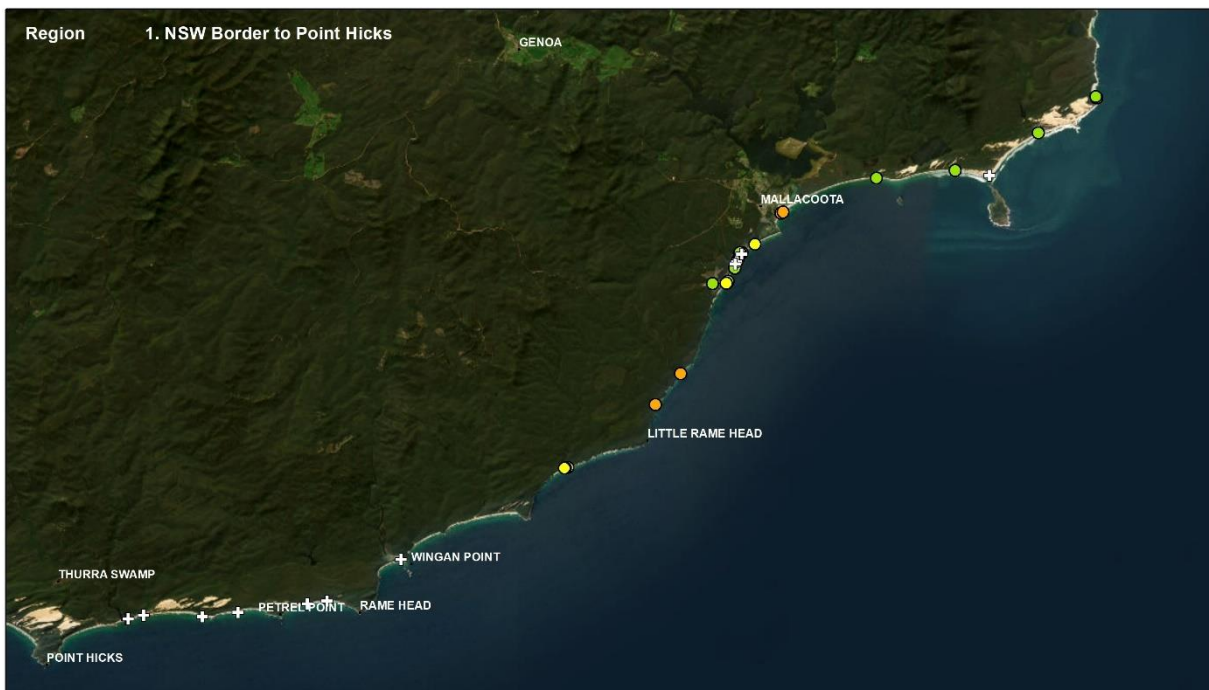 Region 1. NSW Border to Point Hicks
GENOA
MALLACOOTA
LITTLE RAME HEAD
WINGAN POINT
THURRA SWAMP
PETREL POINT
RAME HEAD
POINT HICKS